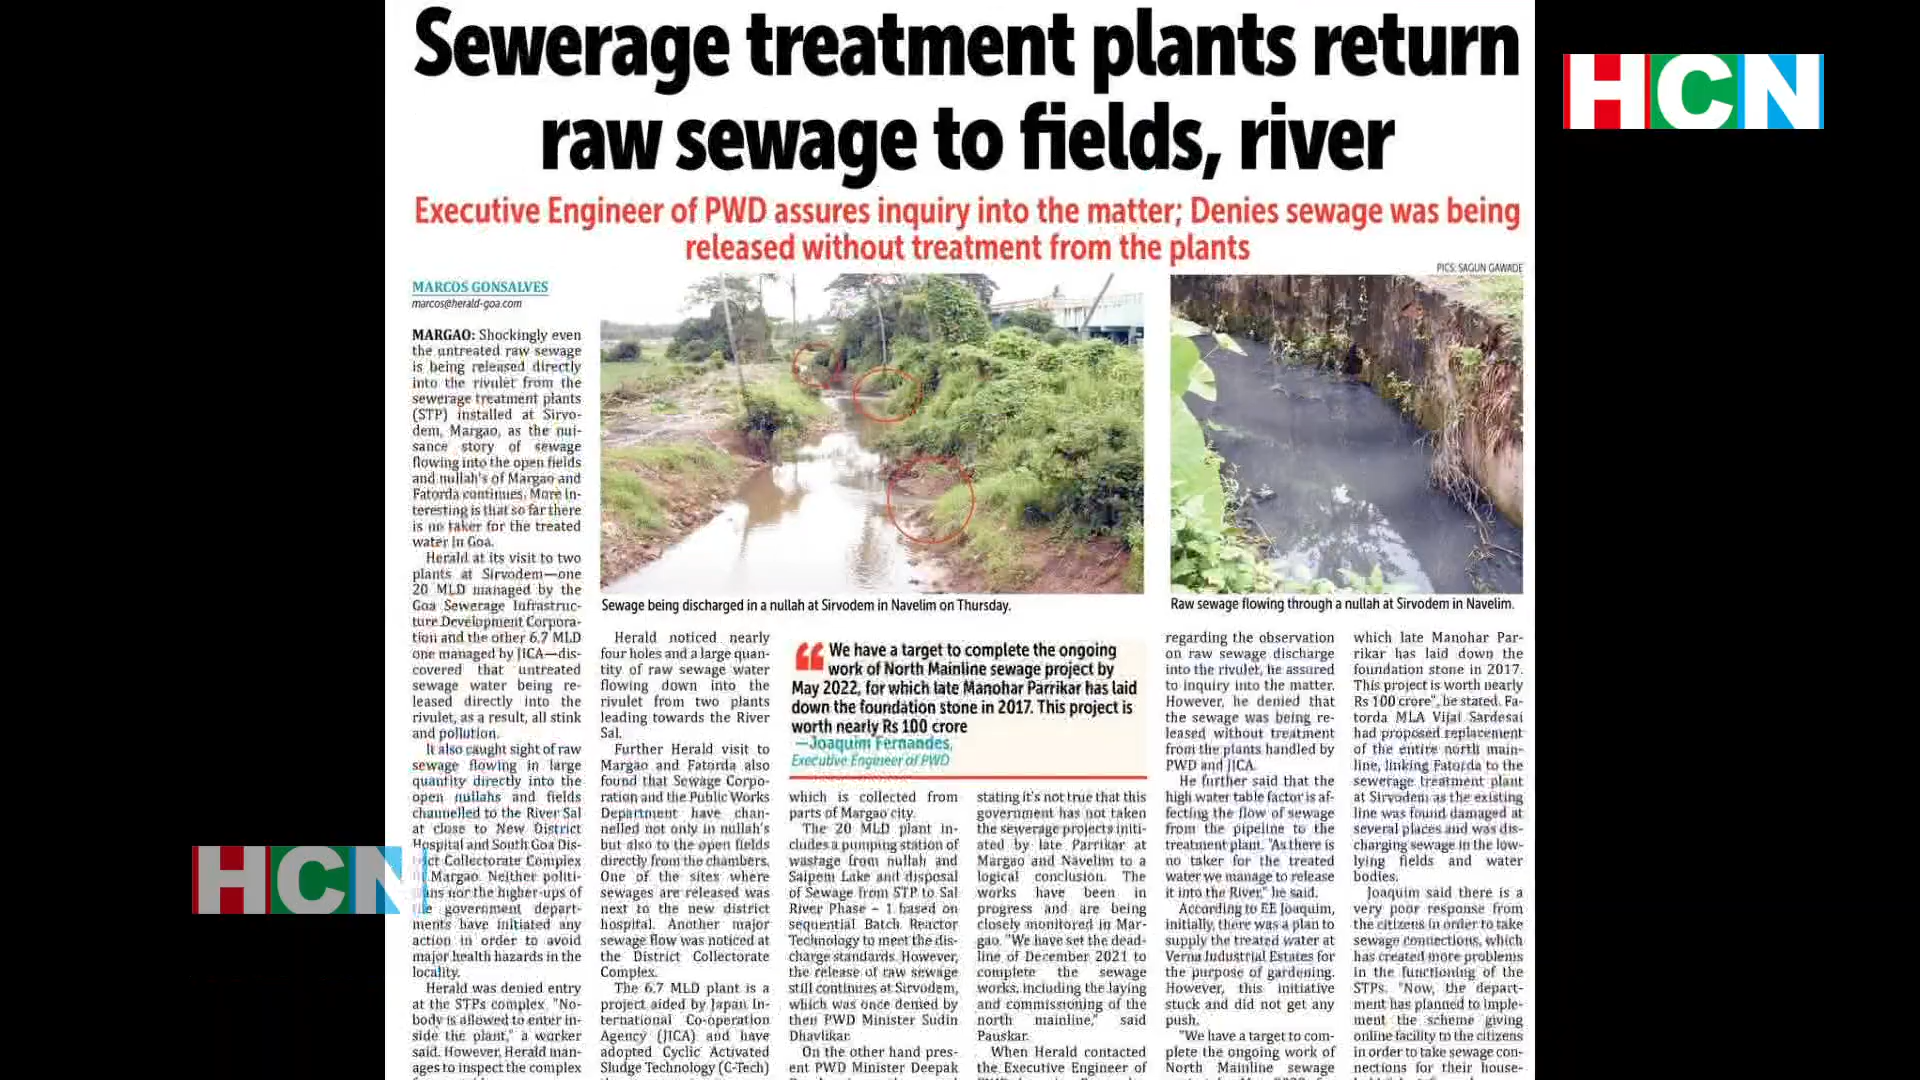 Sewerage treatment plants return
raw sewage to fields, river
HCN
Executive Engineer of PWD assures inquiry into the matter; Denies sewage was being
released without treatment from the plants
PICS: SAGUN GAWADE
MARCOS GONSALVES
marcos@herald-goa.com
MARGAO: Shockingly even
the untreated raw sewage
is being released directly
into the rivulet from the
sewerage treatment plants
(STP) installed at Sirvo-
dem, Margao, as the nui-
sance story of sewage
flowing into the open fields
and nullah's of Margao and
Fatorda continues. More in-
teresting is that so far there
is no taker for the treated
water in Goa.
Herald at its visit to two
plants at Sirvodem—one
20 MLD managed by the
Goa Sewerage Infrastruc-
ture Development Corpora-
tion and the other 6.7 MLD
one managed by JICA—dis-
covered that untreated
sewage water being re-
leased directly into the
rivulet, as a result, all stink
and pollution.
It also caught sight of raw
sewage flowing in large
quantity directly into the
open nullahs and fields
channelled to the River Sal
at close to New District
Hospital and South Goa Dis-
Collectorate Complex
Margao. Neither politi-
nor the higher-ups of
government depart-
ments have initiated any
action in order to avoid
major health hazards in the
locality.
Herald was denied entry
at the STPs complex. "No-
body is allowed to enter in-
side the plant," a worker
said. However, Herald man-
ages to inspect the complex
HCN
Sewage being discharged in a nullah at Sirvodem in Navelim on Thursday.
Raw sewage flowing through a nullah at Sirvodem in Navelim.
Herald noticed nearly
four holes and a large quan-
tity of raw sewage water
flowing down into the
rivulet from two plants
leading towards the River
Sal.
Further Herald visit to
Margao and Fatorda also
found that Sewage Corpo-
ration and the Public Works
Department have chan-
nelled not only in nullah's
but also to the open fields
directly from the chambers.
One of the sites where
sewages are released was
next to the new district
hospital. Another major
sewage flow was noticed at
the District Collectorate
Complex.
The 6.7 MLD plant is a
project aided by Japan In-
ternational Co-operation
Agency (JICA) and have
adopted Cyclic Activated
Sludge Technology (C-Tech)
“We have a target to complete the ongoing
work of North Mainline sewage project by
May 2022, for which late Manohar Parrikar has laid
down the foundation stone in 2017. This project is
worth nearly Rs 100 crore
—Joaquim Fernandes,
Executive Engineer of PWD
which is collected from
parts of Margao city.
The 20 MLD plant in-
cludes a pumping station of
wastage from nullah and
Saipem Lake and disposal
of Sewage from STP to Sal
River Phase – 1 based on
sequential Batch Reactor
Technology to meet the dis-
charge standards. However,
the release of raw sewage
still continues at Sirvodem,
which was once denied by
then PWD Minister Sudin
Dhavlikar.
On the other hand pres-
ent PWD Minister Deepak
stating it's not true that this
government has not taken
the sewerage projects initi-
ated by late Parrikar at
Margao and Navelim to a
logical conclusion. The
works have been in
progress and are being
closely monitored in Mar-
gao. "We have set the dead-
line of December 2021 to
complete the sewage
works, including the laying
and commissioning of the
north mainline," said
Pauskar.
When Herald contacted
the Executive Engineer of
regarding the observation
on raw sewage discharge
into the rivulet, he assured
to inquiry into the matter.
However, he denied that
the sewage was being re-
leased without treatment
from the plants handled by
PWD and JICA.
He further said that the
high water table factor is af-
fecting the flow of sewage
from the pipeline to the
treatment plant. "As there is
no taker for the treated
water we manage to release
it into the River," he said.
According to EE Joaquim,
initially, there was a plan to
supply the treated water at
Verna Industrial Estates for
the purpose of gardening.
However, this initiative
stuck and did not get any
push.
"We have a target to com-
plete the ongoing work of
North Mainline sewage
which late Manohar Par-
rikar has laid down the
foundation stone in 2017.
This project is worth nearly
Rs 100 crore", he stated. Fa-
torda MLA Vijai Sardesai
had proposed replacement
of the entire north main-
line, linking Fatorda to the
sewerage treatment plant
at Sirvodem as the existing
line was found damaged at
several places and was dis-
charging sewage in the low-
lying fields and water
bodies.
Joaquim said there is a
very poor response from
the citizens in order to take
sewage connections, which
has created more problems
in the functioning of the
STPs. "Now, the depart-
ment has planned to imple-
ment the scheme giving
online facility to the citizens
in order to take sewage con-
nections for their house-